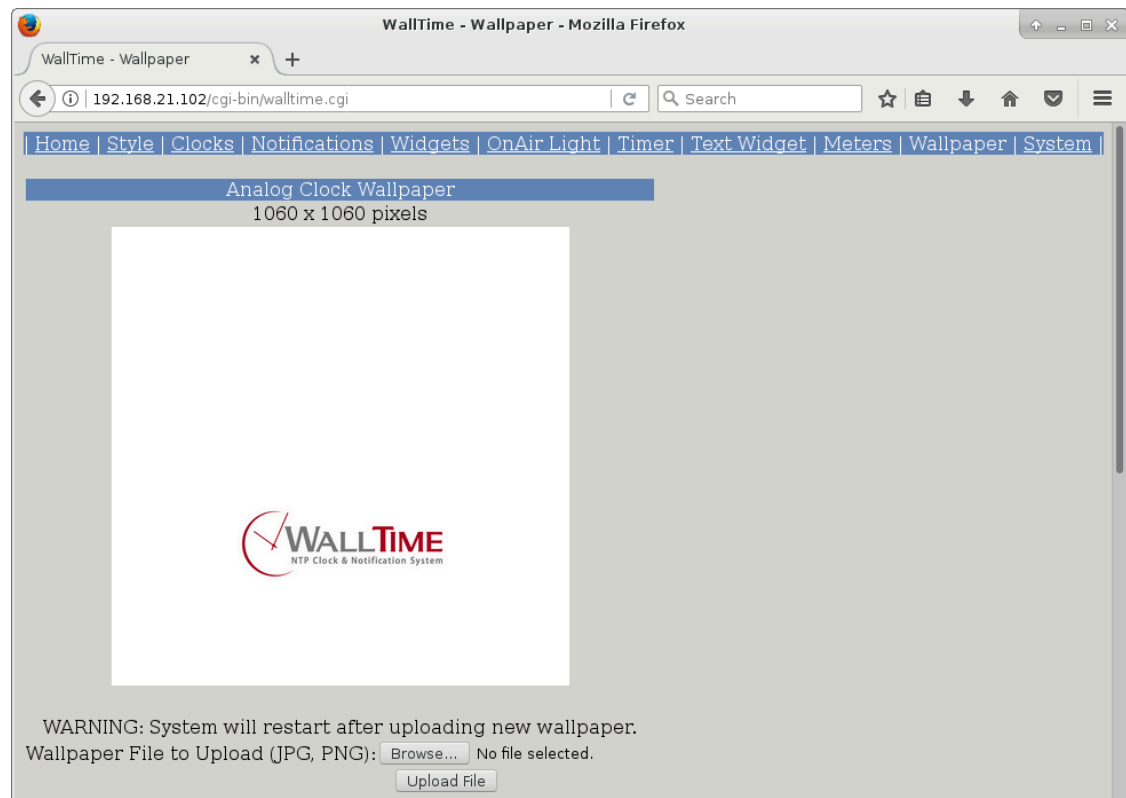 WallTime - Wallpaper - Mozilla Firefox
WallTime - Wallpaper
192.168.21.102/cgi-bin/walltime.cgi
Search
| Home | Style | Clocks | Notifications | Widgets | OnAir Light | Timer | Text Widget | Meters | Wallpaper | System |
Analog Clock Wallpaper
1060 x 1060 pixels
WALLTIME
NTP Clock & Notification System
WARNING: System will restart after uploading new wallpaper.
Wallpaper File to Upload (JPG, PNG): Browse... No file selected.
Upload File